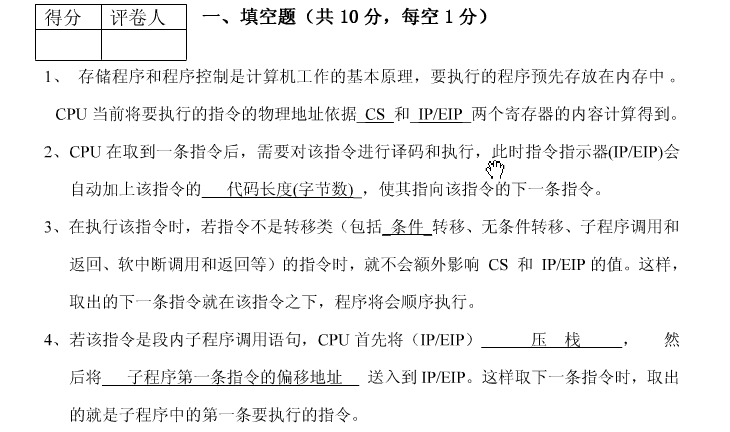 得分 评卷人 一、填空题（共 10 分，每空 1 分）
1、 存储程序和程序控制是计算机工作的基本原理，要执行的程序预先存放在内存中 。
CPU 当前将要执行的指令的物理地址依据 CS 和 IP/EIP 两个寄存器的内容计算得到。
2、CPU 在取到一条指令后，需要对该指令进行译码和执行，此时指令指示器(IP/EIP)会
自动加上该指令的 代码长度(字节数) ，使其指向该指令的下一条指令。
3、在执行该指令时，若指令不是转移类（包括_条件_转移、无条件转移、子程序调用和
返回、软中断调用和返回等）的指令时，就不会额外影响 CS 和 IP/EIP 的值。这样，
取出的下一条指令就在该指令之下，程序将会顺序执行。
4、若该指令是段内子程序调用语句，CPU 首先将（IP/EIP） 压 栈 ， 然
后将 子程序第一条指令的偏移地址 送入到 IP/EIP。这样取下一条指令时，取出
的就是子程序中的第一条要执行的指令。